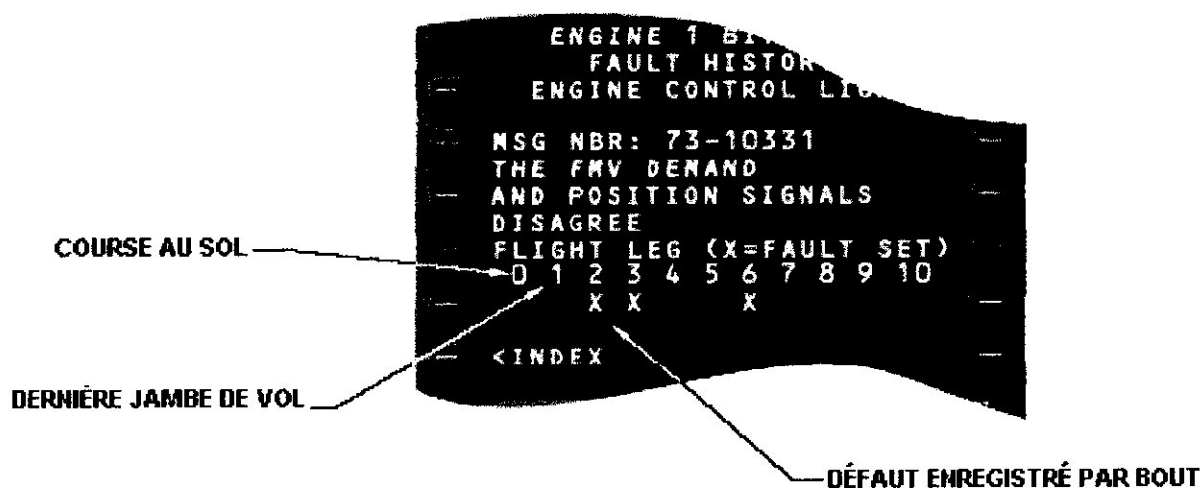 ENGINE 1
FAULT HISTOR
ENGINE CONTROL
MSG NBR: 73-10331
THE FMV DEMAND
AND POSITION SIGNALS
DISAGREE
FLIGHT LEG (X=FAULT SET)
0 1 2 3 4 5 6 7 8 9 10
X X X
<INDEX
COURSE AU SOL
DERNIÈRE JAMBE DE VOL
DÉFAUT ENREGISTRÉ PAR BOUT